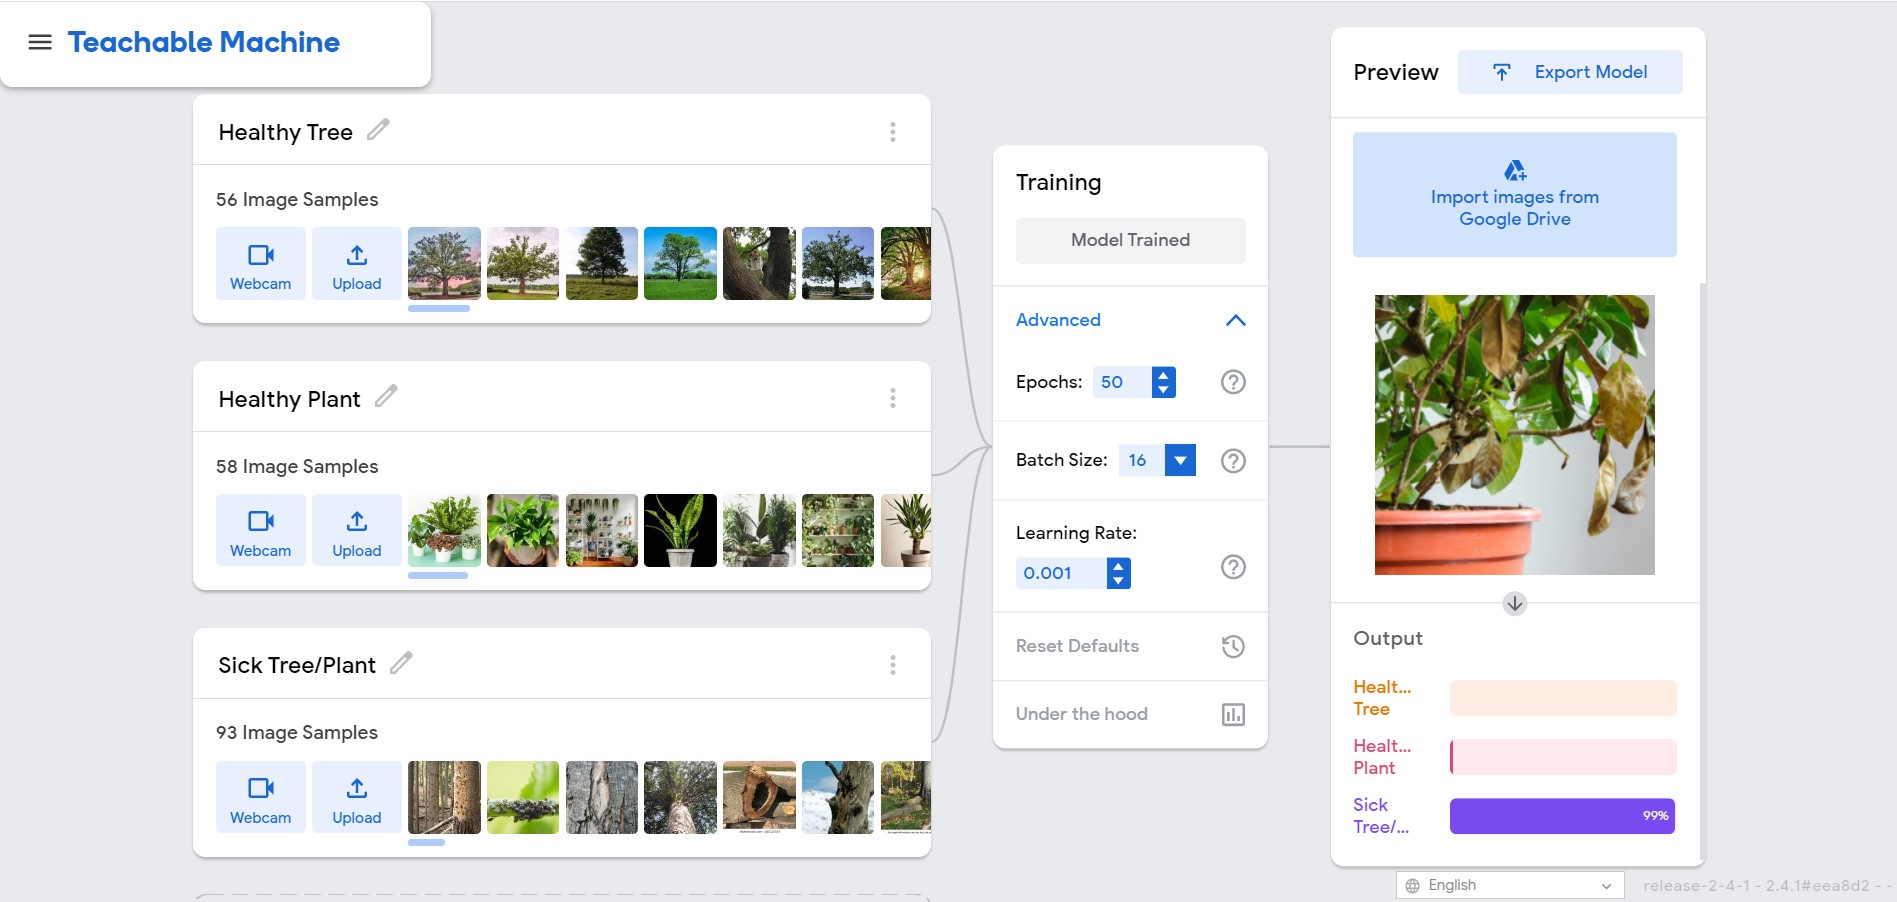 Teachable Machine
Healthy Tree
56 Image Samples
Webcam
Upload
Healthy Plant
58 Image Samples
Webcam
Upload
Sick Tree/Plant
93 Image Samples
Webcam
Upload
Training
Model Trained
Advanced
Epochs: 50
Batch Size: 16
Learning Rate:
0.001
Reset Defaults
Under the hood
Preview
Export Model
Import images from
Google Drive
Output
Healt...
Tree
Healt...
Plant
Sick
Tree/...
99%
English
release-2-4-1 - 2.4.1#eea8d2 - -